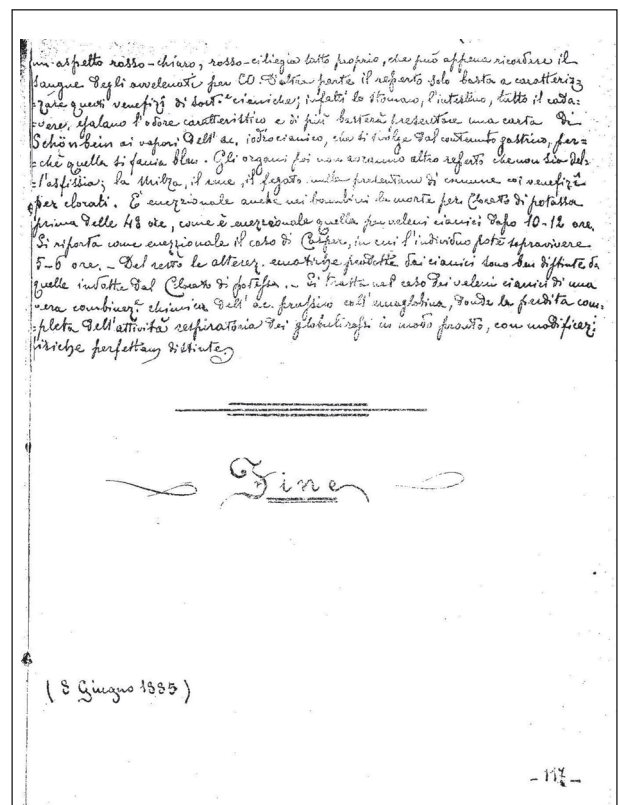 un aspetto rosso-chiaro, rosso-ciliegia tutto proprio, che può appena ricordare il
sangue degli avvelenati per CO. D'altra parte il reperto solo basta a caratteriz=
=zare questi venefizî di sost.e cianiche; infatti lo stomaco, l'intestino, tutto il cada=
=vere, esalano l'odore caratteristico e di più basterà presentare una carta di
Schönbein ai vapori dell'ac. idrocianico, che si svolge dal contenuto gastrico, per=
=chè quella si faccia bleu. Gli organi poi non avranno altro reperto che non sia del=
=l'asfissia; la milza, il rene, il fegato nulla presentano di comune coi venefizî
per clorati. È eccezionale anche nei bambini la morte per Clorato di potassa
prima delle 48 ore, come è eccezionale quella per veleni cianici dopo 10-12 ore.
Si riporta come eccezionale il caso di Casper, in cui l'individuo potè sopravivere
5-6 ore. - Del resto le alteraz. ematiche prodotte dai cianici sono ben distinte da
quelle indotte dal Clorato di potassa. - Si tratta nel caso dei veleni cianici di una
vera combinaz.e chimica dell'ac. prussico coll'emoglobina, donde la perdita com=
=pleta dell'attività respiratoria dei globuli rossi in modo pronto, con modificaz.
fisiche perfettam. distinte.
Fine
(8 Giugno 1885)
- 117 -